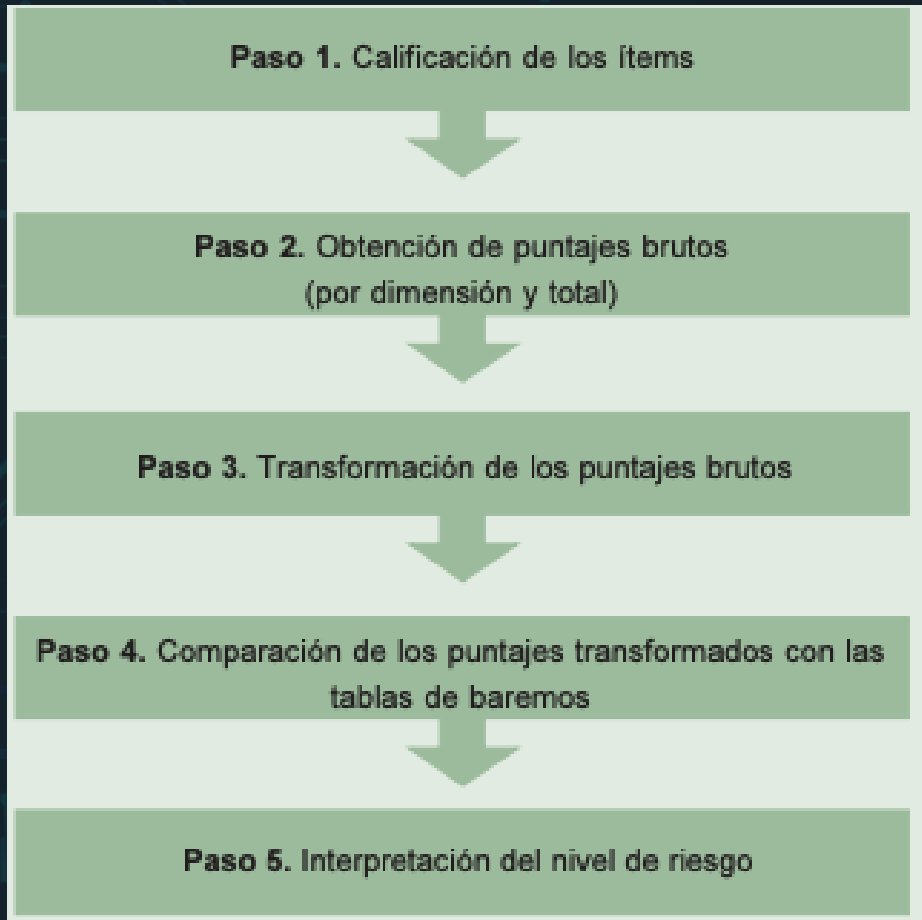 Paso 1. Calificación de los ítems
Paso 2. Obtención de puntajes brutos
(por dimensión y total)
Paso 3. Transformación de los puntajes brutos
Paso 4. Comparación de los puntajes transformados con las
tablas de baremos
Paso 5. Interpretación del nivel de riesgo